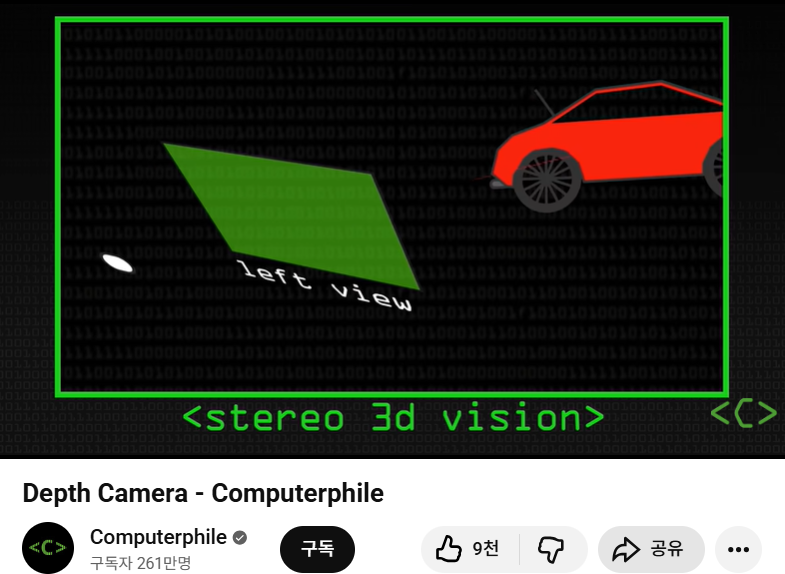 left view
<stereo 3d vision>
<C>
Depth Camera - Computerphile
<C>
Computerphile
구독자 261만명
구독
9천
공유